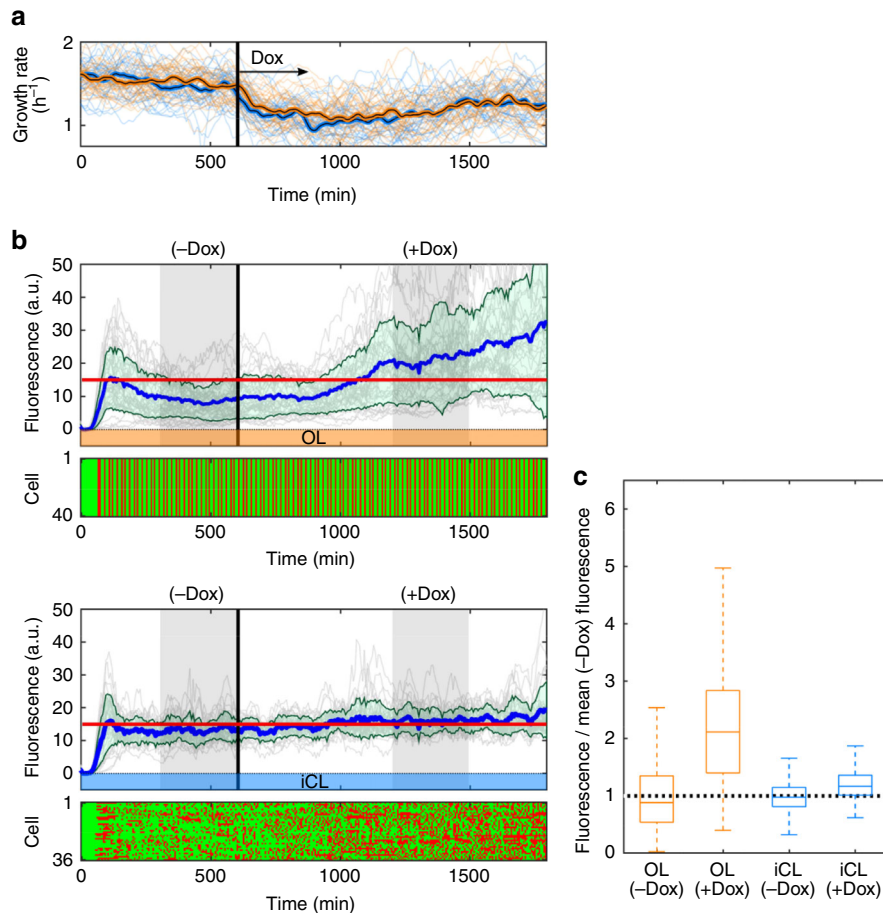 a
2
1
Growth rate
(h⁻¹)
Dox
0 500 1000 1500
Time (min)
b
(–Dox) (+Dox)
50
40
30
20
10
0
Fluorescence (a.u.)
OL
1
40
Cell
0 500 1000 1500
Time (min)
(–Dox) (+Dox)
50
40
30
20
10
0
Fluorescence (a.u.)
iCL
1
36
Cell
0 500 1000 1500
Time (min)
c
6
5
4
3
2
1
0
Fluorescence / mean (–Dox) fluorescence
OL OL iCL iCL
(–Dox) (+Dox) (–Dox) (+Dox)